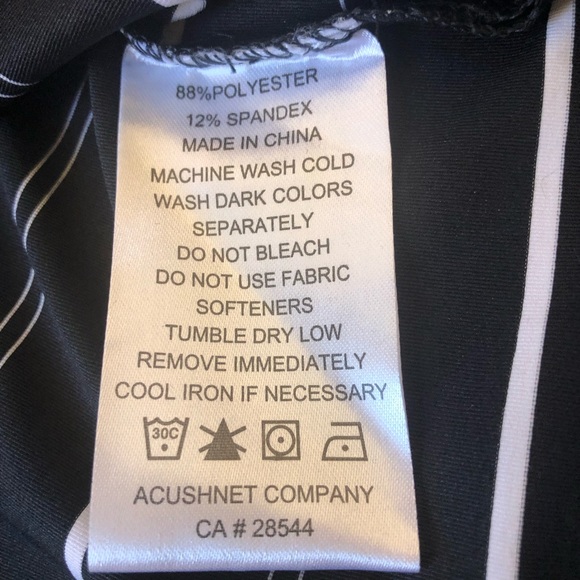 88%POLYESTER
12% SPANDEX
MADE IN CHINA
MACHINE WASH COLD
WASH DARK COLORS
SEPARATELY
DO NOT BLEACH
DO NOT USE FABRIC
SOFTENERS
TUMBLE DRY LOW
REMOVE IMMEDIATELY
COOL IRON IF NECESSARY
30C
ACUSHNET COMPANY
CA # 28544